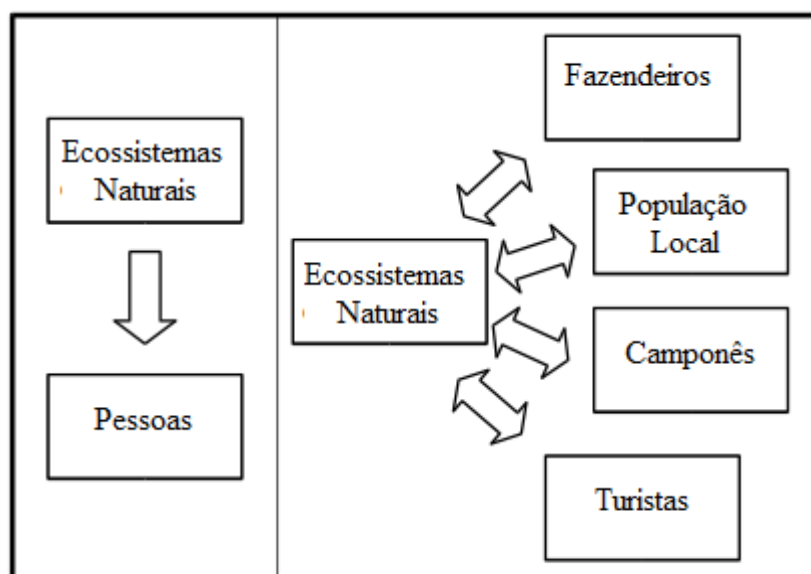 Ecossistemas
Naturais
Pessoas
Fazendeiros
População
Local
Ecossistemas
Naturais
Camponês
Turistas